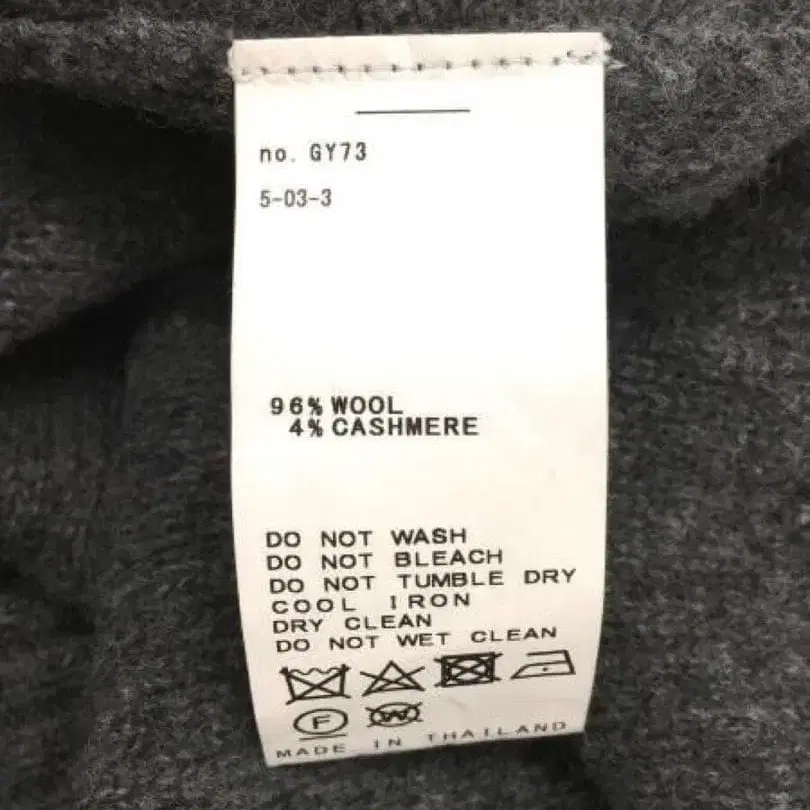 no. GY73
5-03-3
96% WOOL
4% CASHMERE
DO NOT WASH
DO NOT BLEACH
DO NOT TUMBLE DRY
COOL IRON
DRY CLEAN
DO NOT WET CLEAN
F W
MADE IN THAILAND